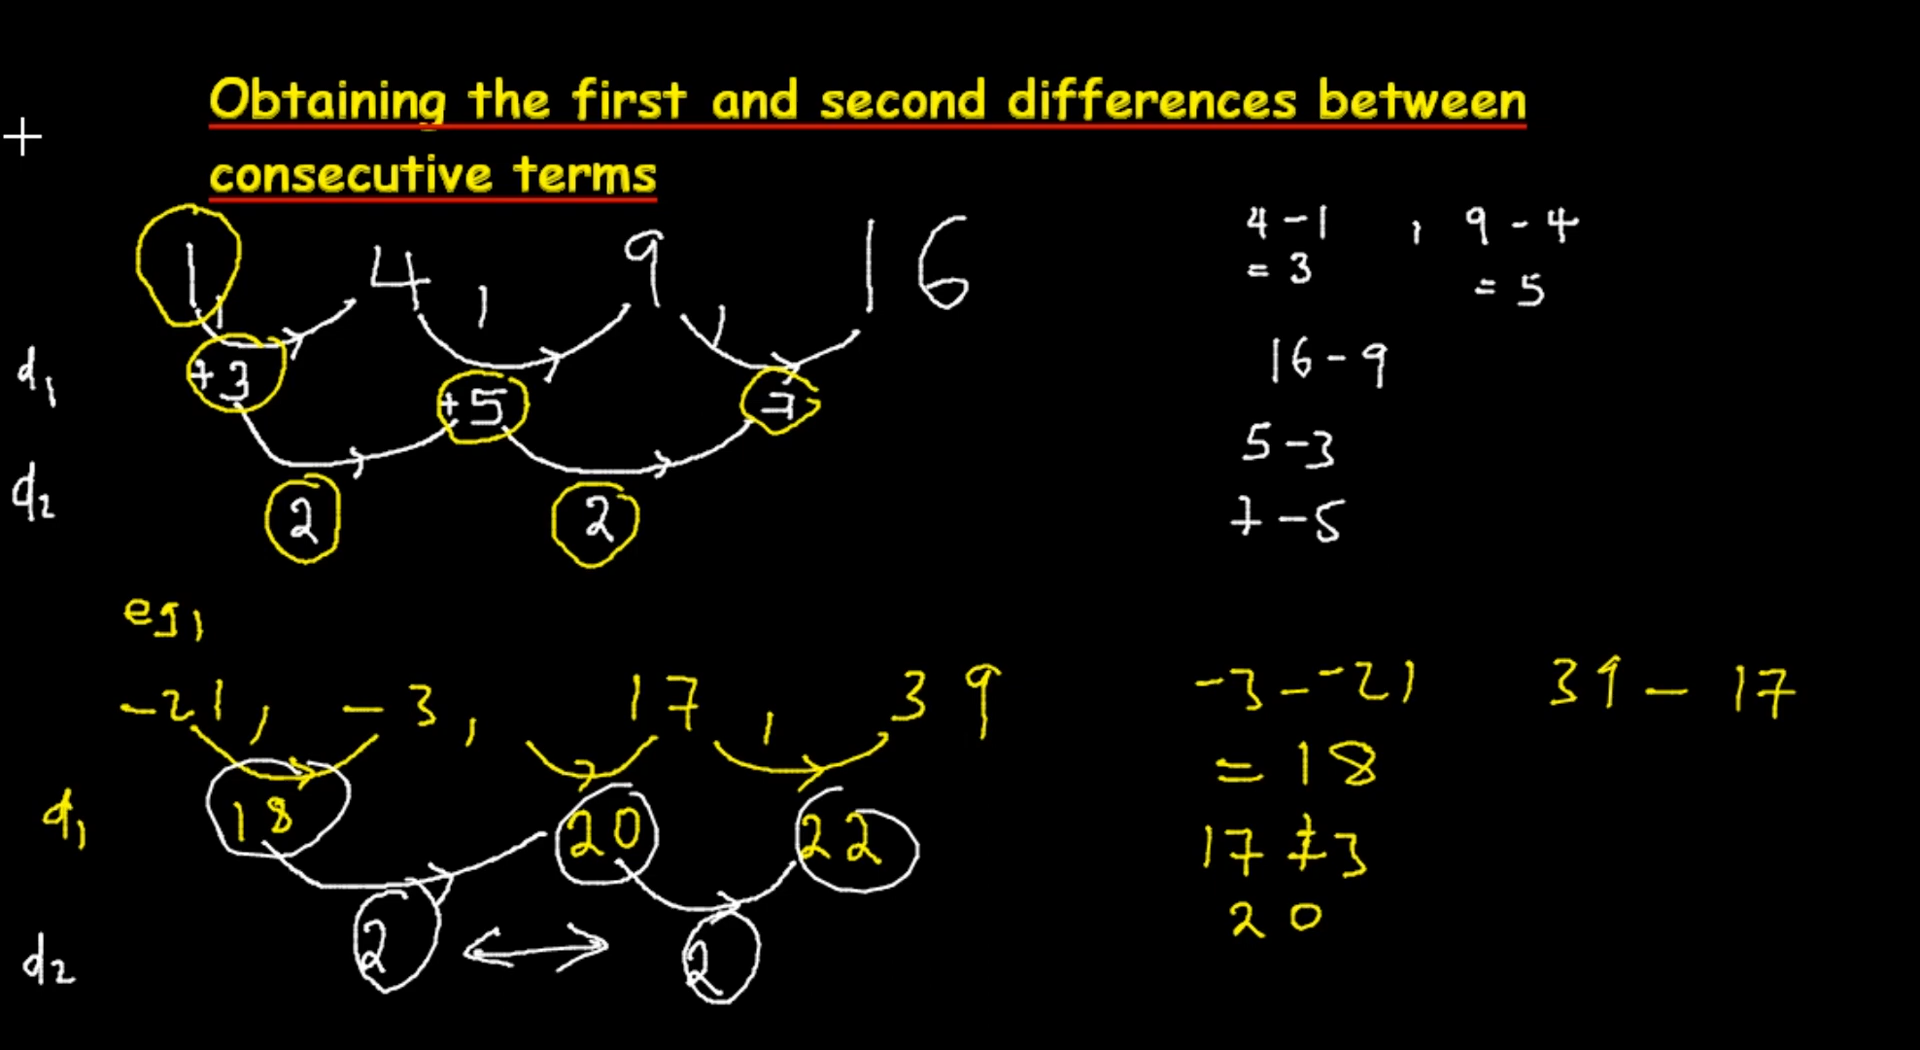 Obtaining the first and second differences between
consecutive terms
1, 4, 9, 16
4-1, 9-4
= 3 = 5
d1 +3 +5 7
16-9
5-3
d2 2 2
7-5
eg,
-21, -3, 17, 39
-3--21 39-17
= 18
d1 18 20 22
17+3
20
d2 2 2